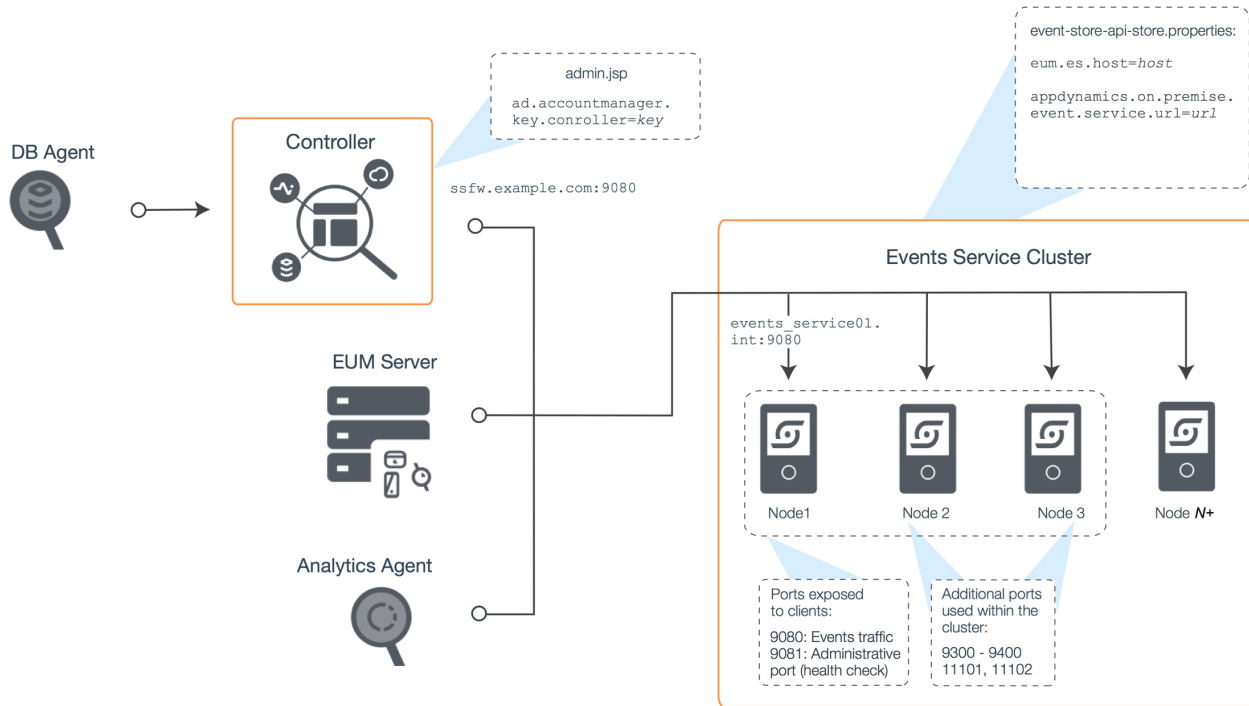 event-store-api-store.properties:
eum.es.host=host
appdynamics.on.premise.
event.service.url=url
admin.jsp
ad.accountmanager.
key.conroller=key
Controller
DB Agent
ssfw.example.com:9080
Events Service Cluster
events_service01.
int:9080
EUM Server
Node1
Node 2
Node 3
Node N+
Analytics Agent
Ports exposed
to clients:
9080: Events traffic
9081: Administrative
port (health check)
Additional ports
used within the
cluster:
9300 - 9400
11101, 11102